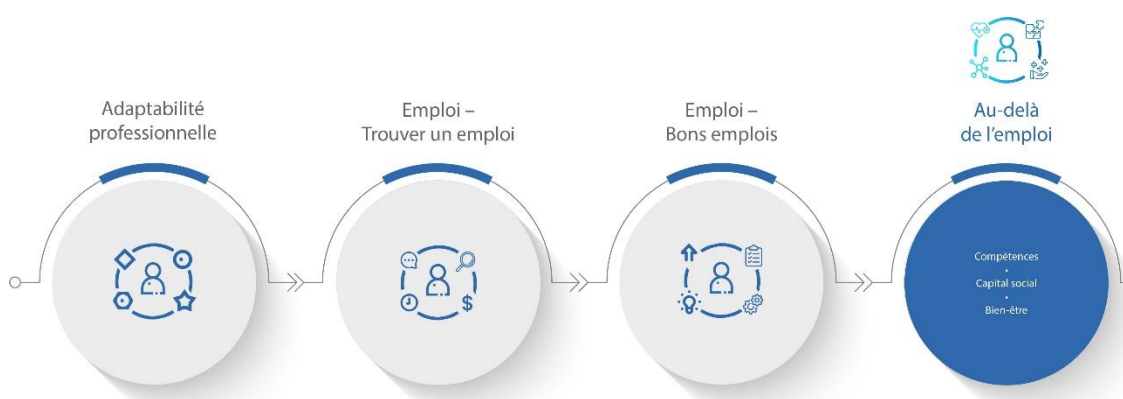 Adaptabilité
professionnelle
Emploi –
Trouver un emploi
Emploi –
Bons emplois
Au-delà
de l’emploi
$
Compétences
•
Capital social
•
Bien-être